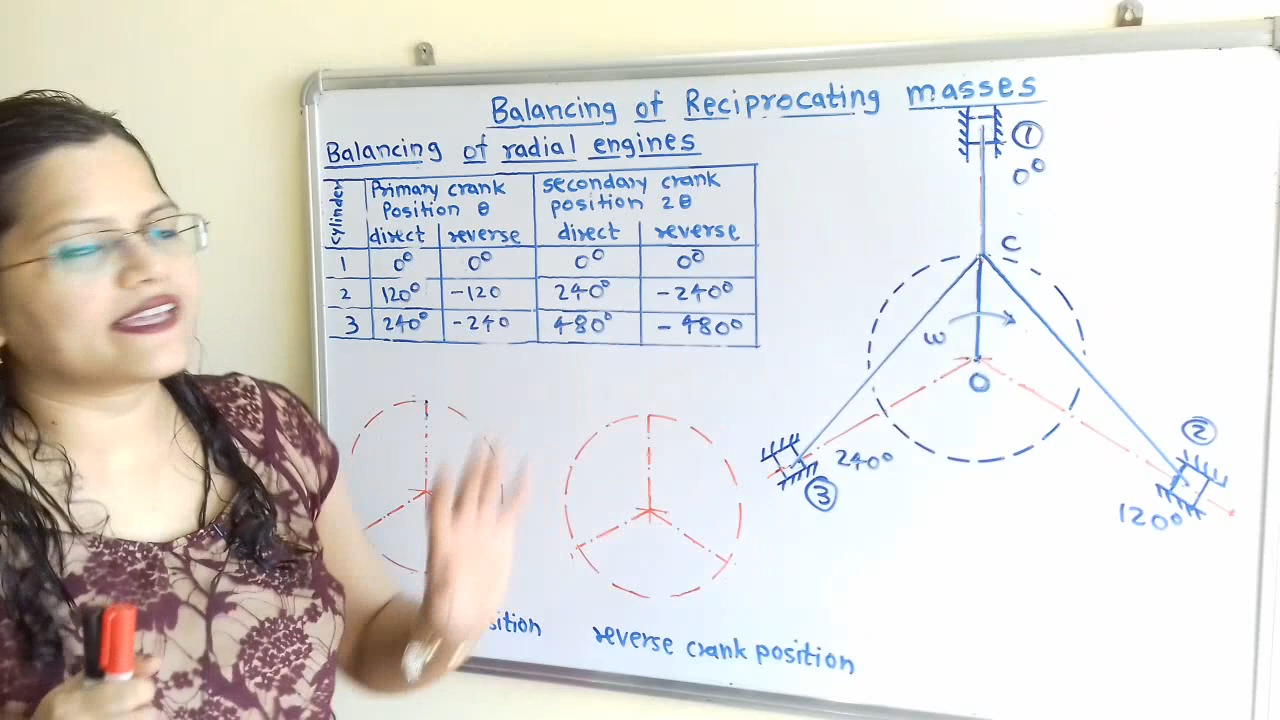 Balancing of Reciprocating masses
Balancing of radial engines
cylinder
Primary crank
Position θ
secondary crank
position 2θ
direct reverse direct reverse
1 0° 0° 0° 0°
2 120° -120 240° -240°
3 240° -240 480° -480°
1
0°
C
ω
O
2
120°
240°
3
reverse crank position